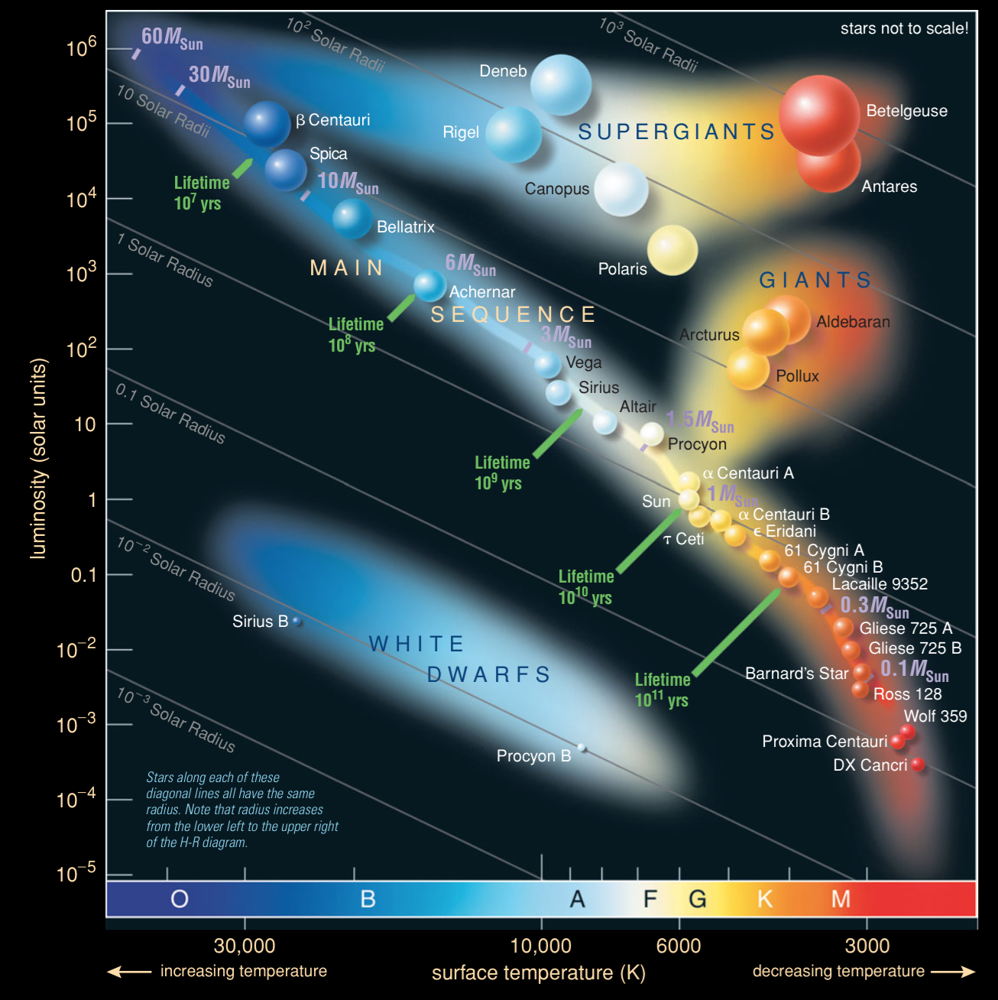 stars not to scale!
10² Solar Radii
10³ Solar Radii
10⁶
60MSun
30MSun
Deneb
10 Solar Radii
β Centauri
Rigel
SUPERGIANTS
Betelgeuse
10⁵
Spica
10MSun
Canopus
Antares
Lifetime
10⁷ yrs
10⁴
Bellatrix
1 Solar Radius
MAIN
6MSun
Polaris
10³
GIANTS
Achernar
SEQUENCE
Aldebaran
Arcturus
Lifetime
10⁸ yrs
3MSun
10²
Vega
Pollux
Sirius
0.1 Solar Radius
Altair
10
1.5MSun
Procyon
Lifetime
10⁹ yrs
α Centauri A
1
Sun
1MSun
α Centauri B
ϵ Eridani
τ Ceti
luminosity (solar units)
10⁻² Solar Radius
61 Cygni A
61 Cygni B
0.1
Lifetime
10¹⁰ yrs
Lacaille 9352
0.3MSun
Sirius B
Gliese 725 A
WHITE
10⁻²
Gliese 725 B
DWARFS
Barnard’s Star
0.1MSun
Lifetime
10¹¹ yrs
Ross 128
10⁻³ Solar Radius
10⁻³
Wolf 359
Proxima Centauri
Procyon B
DX Cancri
Stars along each of these
diagonal lines all have the same
radius. Note that radius increases
from the lower left to the upper right
of the H-R diagram.
10⁻⁴
10⁻⁵
O B A F G K M
30,000 10,000 6000 3000
increasing temperature
surface temperature (K)
decreasing temperature